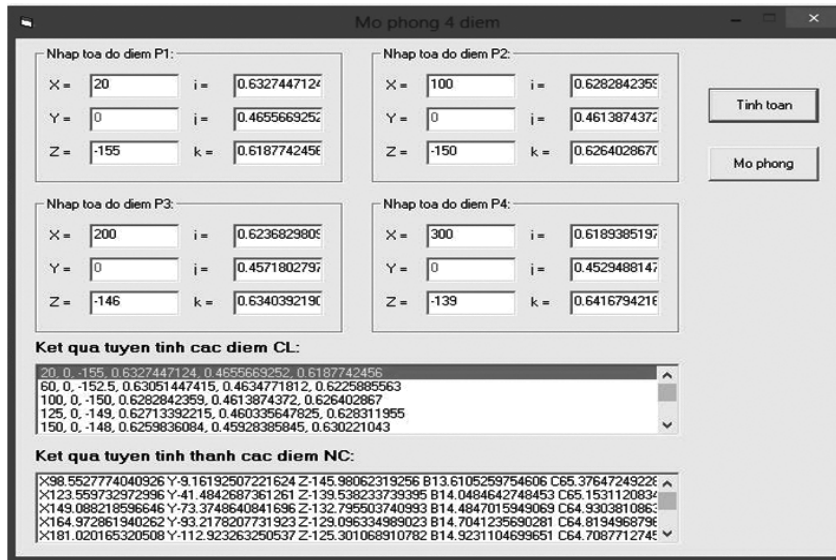 Mo phong 4 diem
Nhap toa do diem P1:
X = 20 i = 0.6327447124
Y = 0 j = 0.4655669252
Z = -155 k = 0.6187742456
Nhap toa do diem P2:
X = 100 i = 0.6282842359
Y = 0 j = 0.4613874372
Z = -150 k = 0.6264028670
Tinh toan
Mo phong
Nhap toa do diem P3:
X = 200 i = 0.6236829809
Y = 0 j = 0.4571802797
Z = -146 k = 0.6340392190
Nhap toa do diem P4:
X = 300 i = 0.6189385197
Y = 0 j = 0.4529488147
Z = -139 k = 0.6416794216
Ket qua tuyen tinh cac diem CL:
20, 0, -155, 0.6327447124, 0.4655669252, 0.6187742456
60, 0, -152.5, 0.63051447415, 0.4634771812, 0.6225885563
100, 0, -150, 0.6282842359, 0.4613874372, 0.626402867
125, 0, -149, 0.62713392215, 0.460335647825, 0.628311955
150, 0, -148, 0.6259836084, 0.45928385845, 0.630221043
Ket qua tuyen tinh thanh cac diem NC:
X98.5527774040926 Y-9.16192507221624 Z-145.98062319256 B13.6105259754606 C65.37647249228
X123.559732972996 Y-41.4842687361261 Z-139.538233739395 B14.0484642748453 C65.1531120834
X149.088218596646 Y-73.3748640841696 Z-132.795503740993 B14.4847015949069 C64.9303810863
X164.972861940262 Y-93.2178207731923 Z-129.096334989023 B14.7041235690281 C64.8194968796
X181.020165320508 Y-112.923263250537 Z-125.301068910782 B14.9231104699651 C64.7087712745